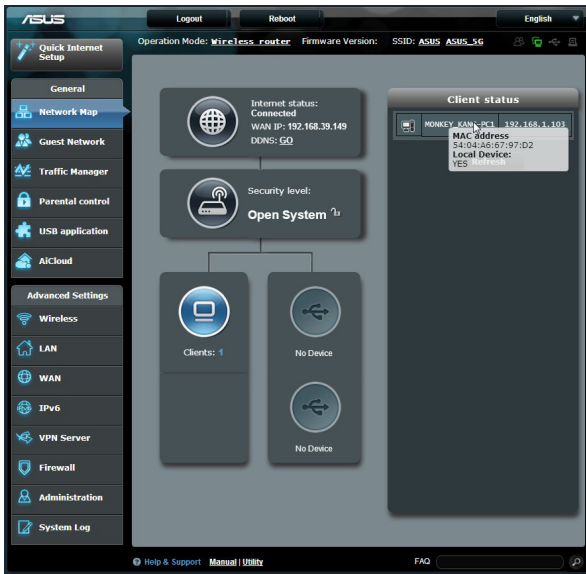 ASUS
Logout
Reboot
English
Quick Internet
Setup
Operation Mode: Wireless router Firmware Version: SSID: ASUS ASUS_5G
General
Network Map
Guest Network
Traffic Manager
Parental control
USB application
AiCloud
Advanced Settings
Wireless
LAN
WAN
IPv6
VPN Server
Firewall
Administration
System Log
Internet status:
Connected
WAN IP: 192.168.39.149
DDNS: GO
Security level:
Open System
Clients: 1
No Device
No Device
Client status
192.168.1.103
MAC address
54:04:A6:67:97:D2
Local Device:
YES
Help & Support Manual | Utility
FAQ